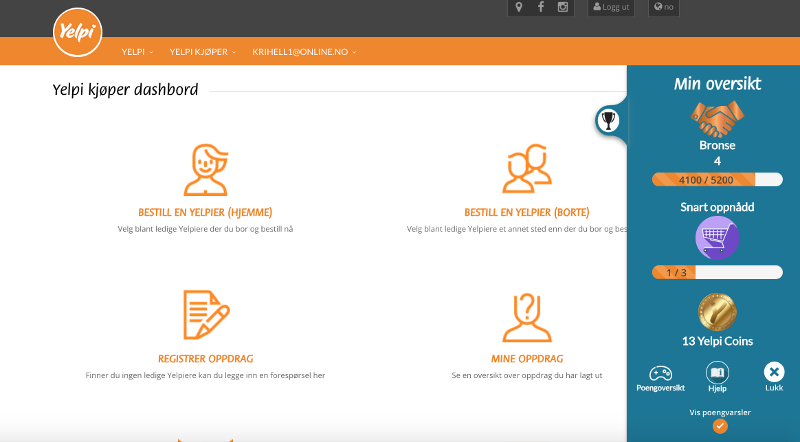 Logg ut
no
Yelpi
YELPI
YELPI KJØPER
KRIHELL1@ONLINE.NO
Yelpi kjøper dashbord
BESTILL EN YELPIER (HJEMME)
Velg blant ledige Yelpiere der du bor og bestill nå
BESTILL EN YELPIER (BORTE)
Velg blant ledige Yelpiere et annet sted enn der du bor og bes
REGISTRER OPPDRAG
Finner du ingen ledige Yelpiere kan du legge inn en forespørsel her
MINE OPPDRAG
Se en oversikt over oppdrag du har lagt ut
Min oversikt
Bronse
4
4100 / 5200
Snart oppnådd
1 / 3
13 Yelpi Coins
Poengoversikt
Hjelp
Lukk
Vis poengvarsler